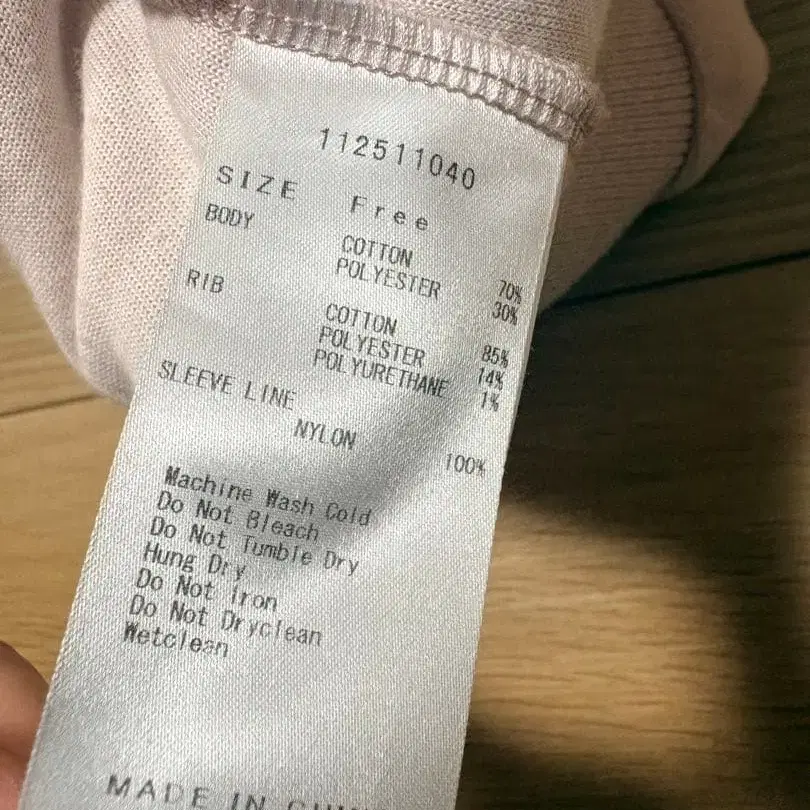 112511040
SIZE Free
BODY
COTTON 70%
POLYESTER 30%
RIB
COTTON 85%
POLYESTER 14%
POLYURETHANE 1%
SLEEVE LINE
NYLON 100%
Machine Wash Cold
Do Not Bleach
Do Not Tumble Dry
Hung Dry
Do Not Iron
Do Not Dryclean
Wetclean
MADE IN